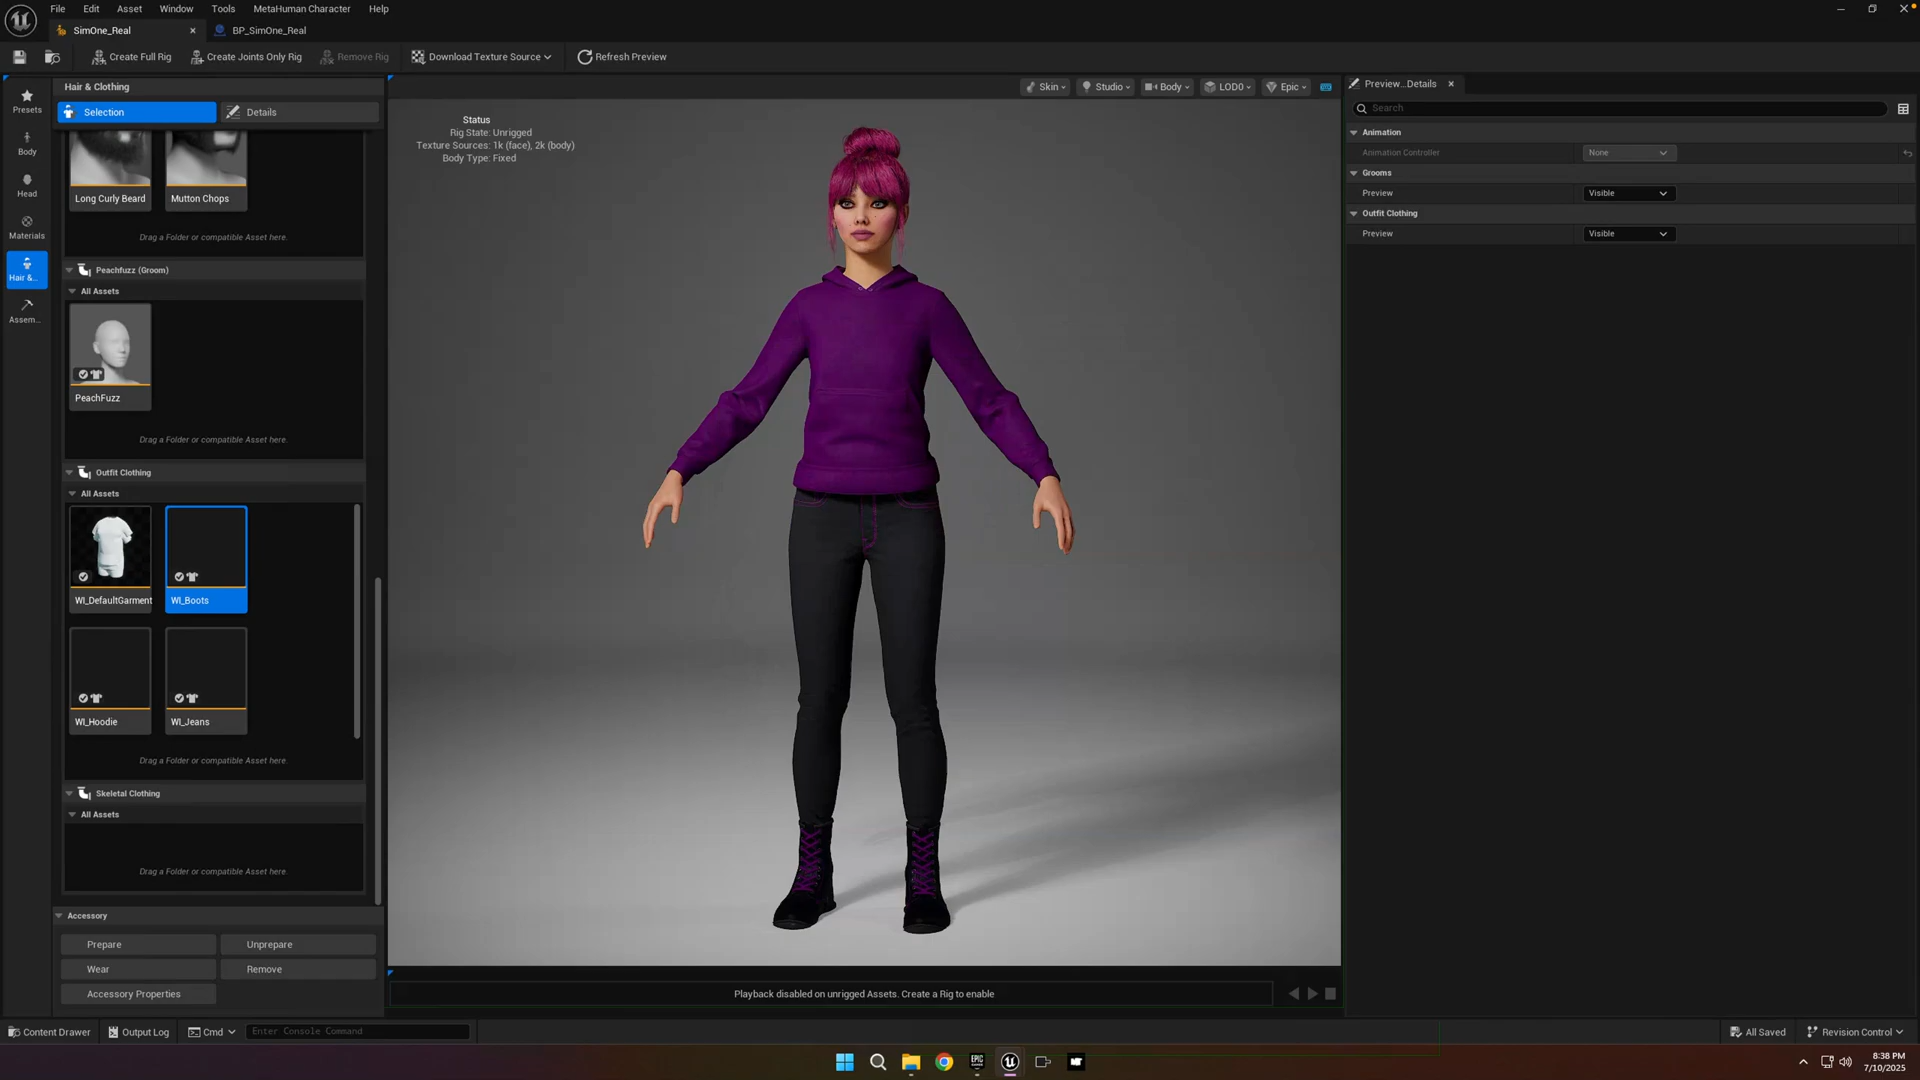 File Edit Asset Window Tools MetaHuman Character Help
SimOne_Real BP_SimOne_Real
Create Full Rig Create Joints Only Rig Remove Rig Download Texture Source Refresh Preview
Presets
Body
Head
Materials
Hair &...
Assem...
Hair & Clothing
Selection Details
Long Curly Beard Mutton Chops
Drag a Folder or compatible Asset here.
Peachfuzz (Groom)
All Assets
PeachFuzz
Drag a Folder or compatible Asset here.
Outfit Clothing
All Assets
WI_DefaultGarment WI_Boots
WI_Hoodie WI_Jeans
Drag a Folder or compatible Asset here.
Skeletal Clothing
All Assets
Drag a Folder or compatible Asset here.
Accessory
Prepare Unprepare
Wear Remove
Accessory Properties
Skin Studio Body LOD0 Epic
Status
Rig State: Unrigged
Texture Sources: 1k (face), 2k (body)
Body Type: Fixed
Playback disabled on unrigged Assets. Create a Rig to enable
Preview...Details
Search
Animation
Animation Controller None
Grooms
Preview Visible
Outfit Clothing
Preview Visible
Content Drawer Output Log Cmd Enter Console Command All Saved Revision Control
EPIC
8:38 PM
7/10/2025